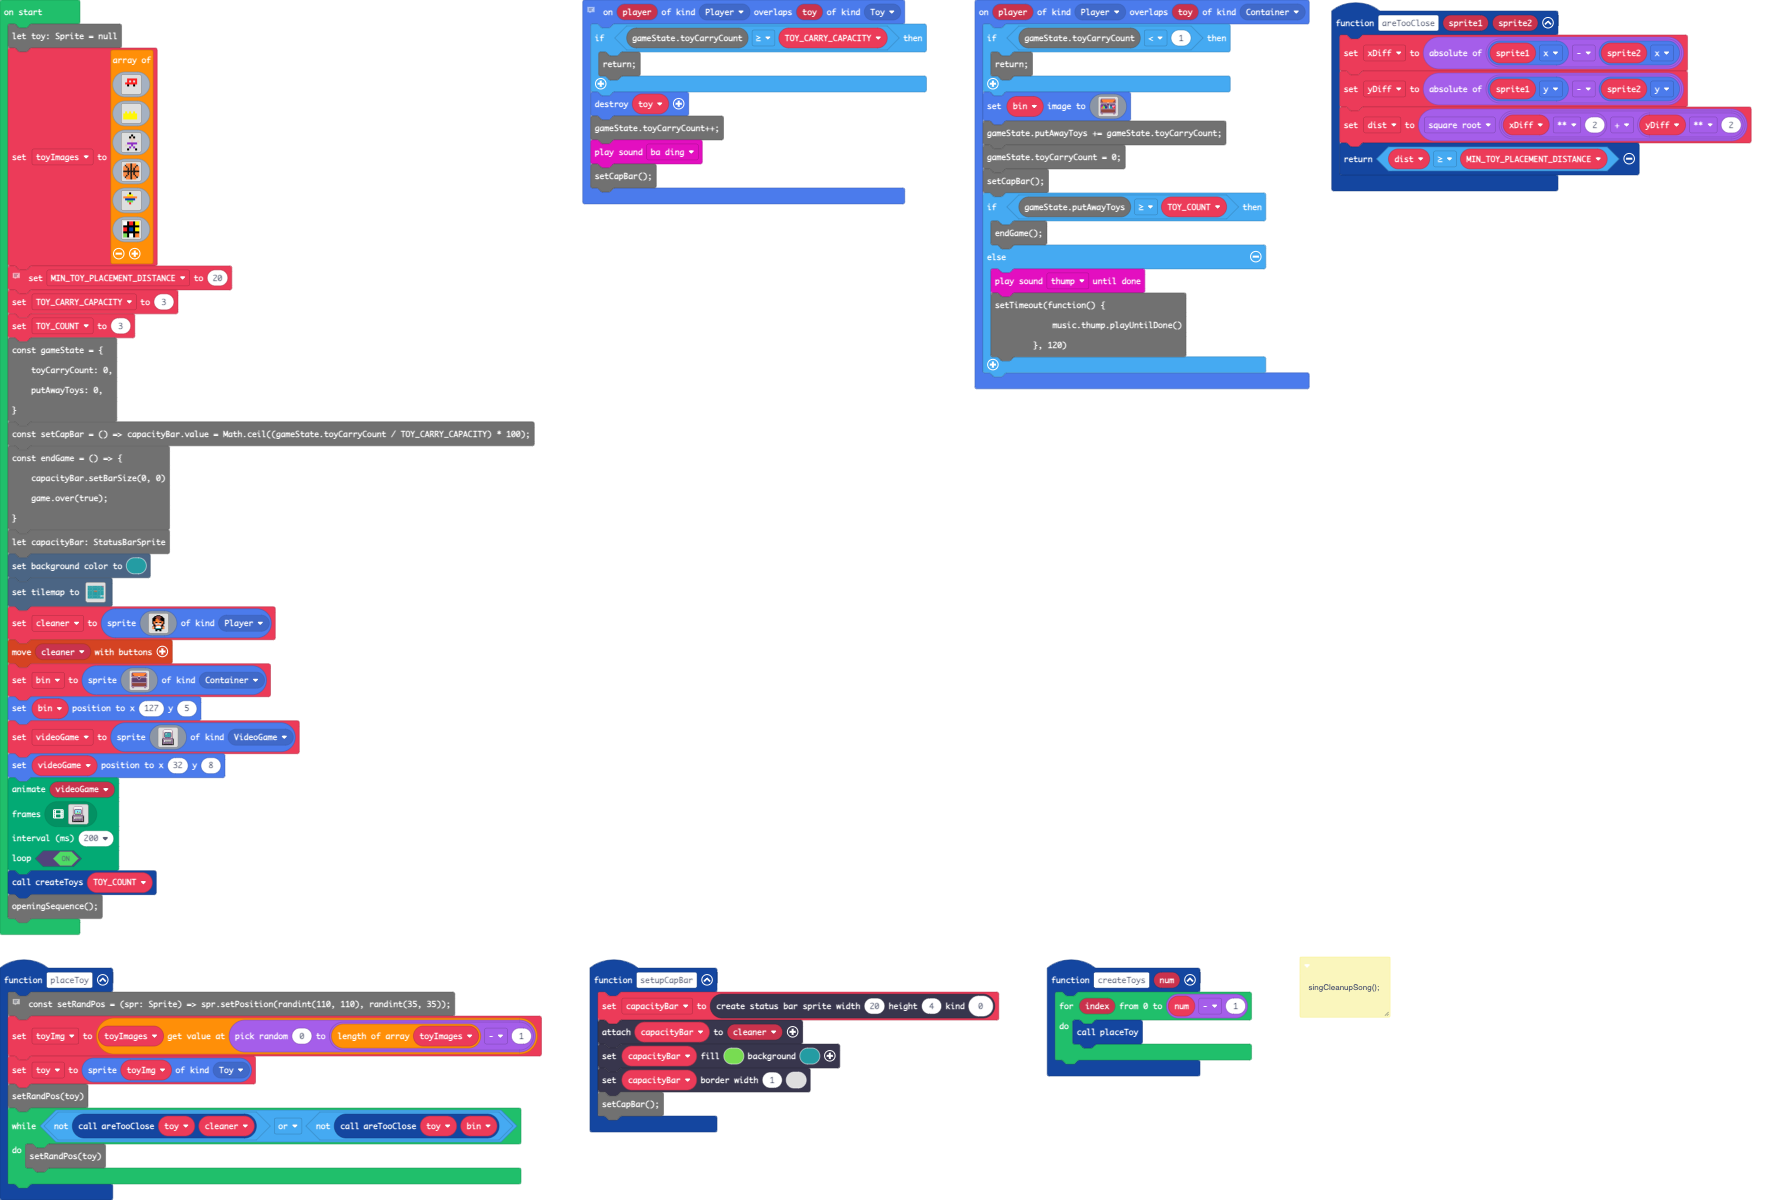 on start
let toy: Sprite = null
set toyImages to array of
set MIN_TOY_PLACEMENT_DISTANCE to 20
set TOY_CARRY_CAPACITY to 3
set TOY_COUNT to 3
const gameState = {
toyCarryCount: 0,
putAwayToys: 0,
}
const setCapBar = () => capacityBar.value = Math.ceil((gameState.toyCarryCount / TOY_CARRY_CAPACITY) * 100);
const endGame = () => {
capacityBar.setBarSize(0, 0)
game.over(true);
}
let capacityBar: StatusBarSprite
set background color to
set tilemap to
set cleaner to sprite of kind Player
move cleaner with buttons
set bin to sprite of kind Container
set bin position to x 127 y 5
set videoGame to sprite of kind VideoGame
set videoGame position to x 32 y 8
animate videoGame
frames
interval (ms) 200
loop ON
call createToys TOY_COUNT
openingSequence();
on player of kind Player overlaps toy of kind Toy
if gameState.toyCarryCount ≥ TOY_CARRY_CAPACITY then
return;
destroy toy
gameState.toyCarryCount++;
play sound ba ding
setCapBar();
on player of kind Player overlaps toy of kind Container
if gameState.toyCarryCount < 1 then
return;
set bin image to
gameState.putAwayToys += gameState.toyCarryCount;
gameState.toyCarryCount = 0;
setCapBar();
if gameState.putAwayToys ≥ TOY_COUNT then
endGame();
else
play sound thump until done
setTimeout(function() {
music.thump.playUntilDone()
}, 120)
function areTooClose sprite1 sprite2
set xDiff to absolute of sprite1 x - sprite2 x
set yDiff to absolute of sprite1 y - sprite2 y
set dist to square root xDiff ** 2 + yDiff ** 2
return dist ≥ MIN_TOY_PLACEMENT_DISTANCE
function placeToy
const setRandPos = (spr: Sprite) => spr.setPosition(randint(110, 110), randint(35, 35));
set toyImg to toyImages get value at pick random 0 to length of array toyImages - 1
set toy to sprite toyImg of kind Toy
setRandPos(toy)
while not call areTooClose toy cleaner or not call areTooClose toy bin
do setRandPos(toy)
function setupCapBar
set capacityBar to create status bar sprite width 20 height 4 kind 0
attach capacityBar to cleaner
set capacityBar fill background
set capacityBar border width 1
setCapBar();
function createToys num
for index from 0 to num - 1
do call placeToy
singCleanupSong();